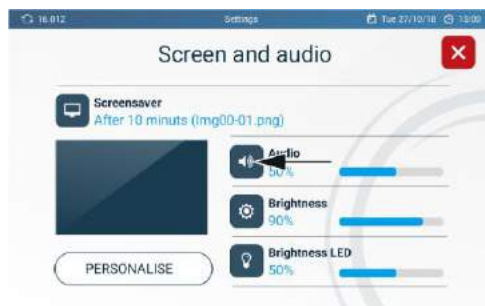 16.012 Settings Tue 27/10/18 13:00
Screen and audio
Screensaver
After 10 minuts (Img00-01.png)
Audio
50%
Brightness
90%
Brightness LED
50%
PERSONALISE